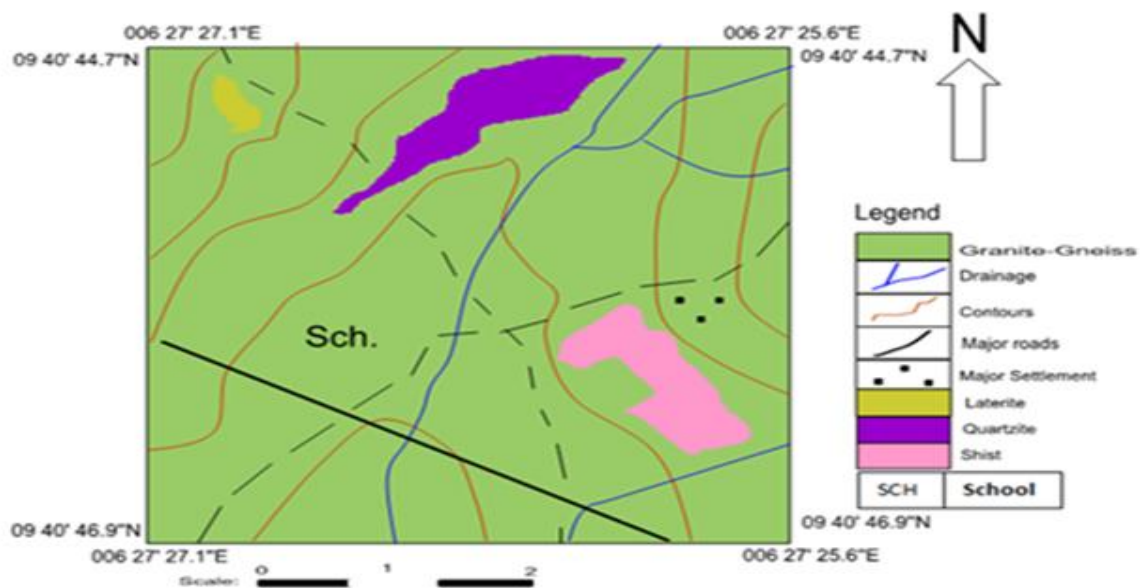 006 27' 27.1"E
006 27' 25.6"E
09 40' 44.7"N
09 40' 44.7"N
N
Sch.
Legend
Granite-Gneiss
Drainage
Contours
Major roads
Major Settlement
Laterite
Quartzite
Shist
SCH School
09 40' 46.9"N
09 40' 46.9"N
006 27' 27.1"E
006 27' 25.6"E
Scale: 0 1 2